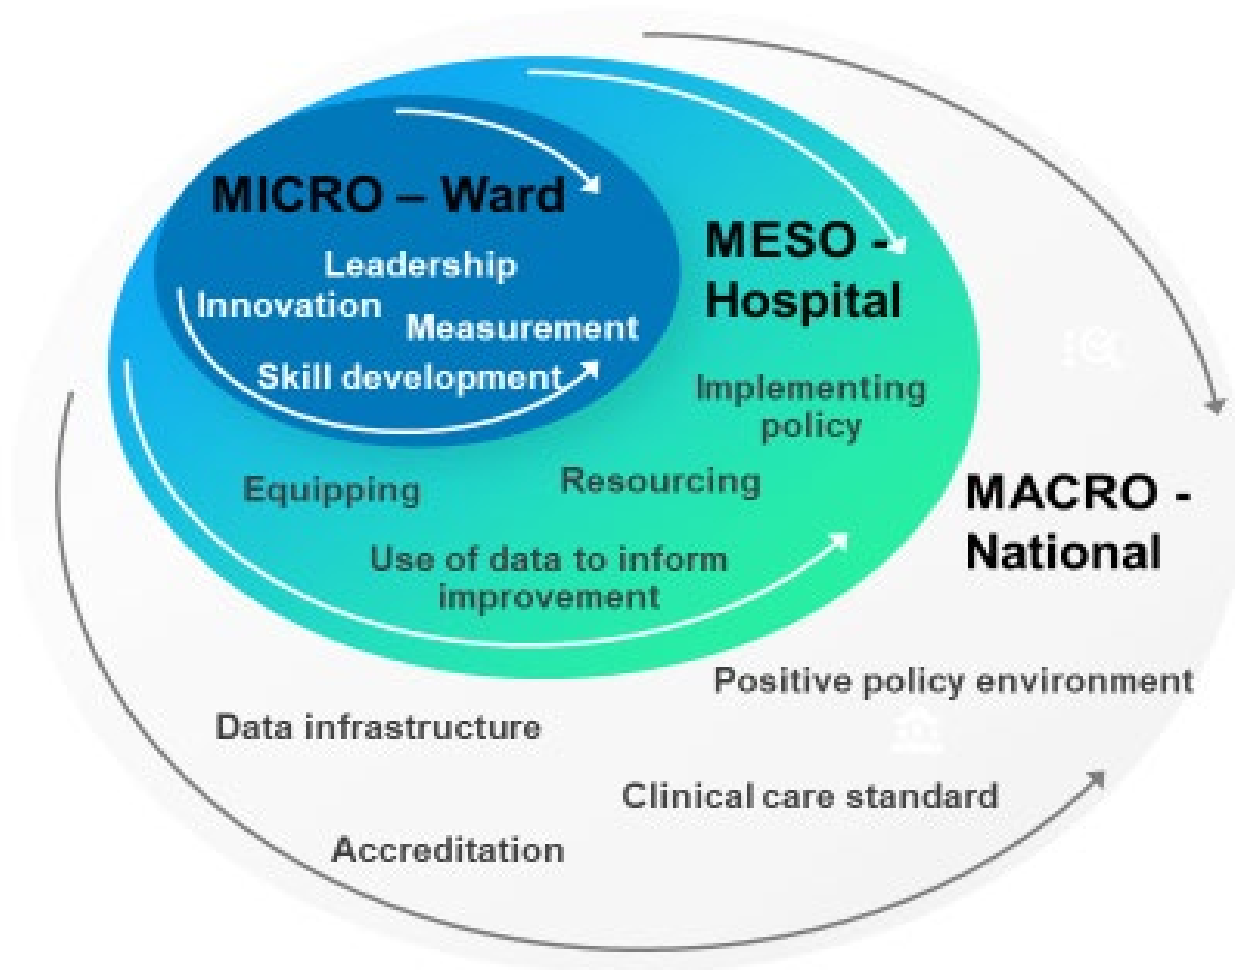 MICRO – Ward
Leadership
Innovation
Measurement
Skill development
MESO -
Hospital
Implementing
policy
Equipping
Resourcing
Use of data to inform
improvement
MACRO -
National
Positive policy environment
Data infrastructure
Clinical care standard
Accreditation